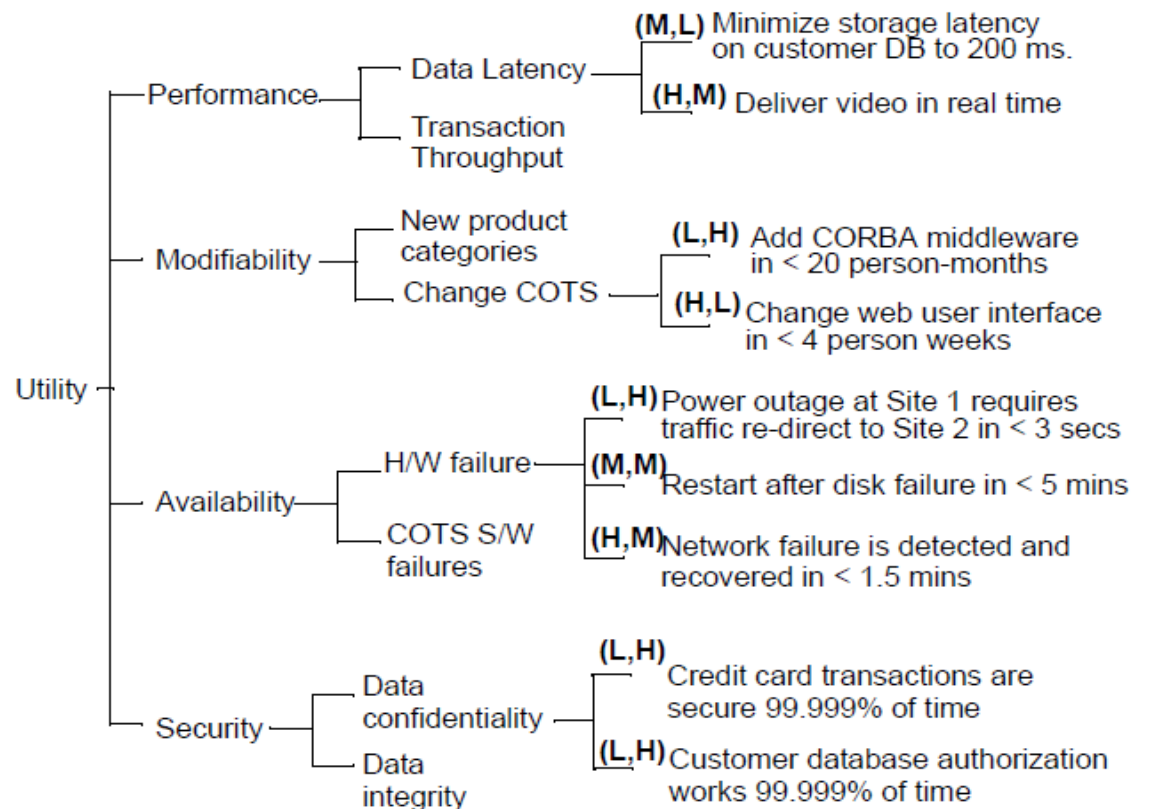 (M,L) Minimize storage latency
on customer DB to 200 ms.
Data Latency
Performance
(H,M) Deliver video in real time
Transaction
Throughput
New product
categories
(L,H) Add CORBA middleware
in < 20 person-months
Modifiability
Change COTS
(H,L) Change web user interface
in < 4 person weeks
Utility
(L,H) Power outage at Site 1 requires
traffic re-direct to Site 2 in < 3 secs
H/W failure
(M,M) Restart after disk failure in < 5 mins
Availability
COTS S/W
failures
(H,M) Network failure is detected and
recovered in < 1.5 mins
(L,H) Credit card transactions are
secure 99.999% of time
Data
confidentiality
Security
(L,H) Customer database authorization
works 99.999% of time
Data
integrity